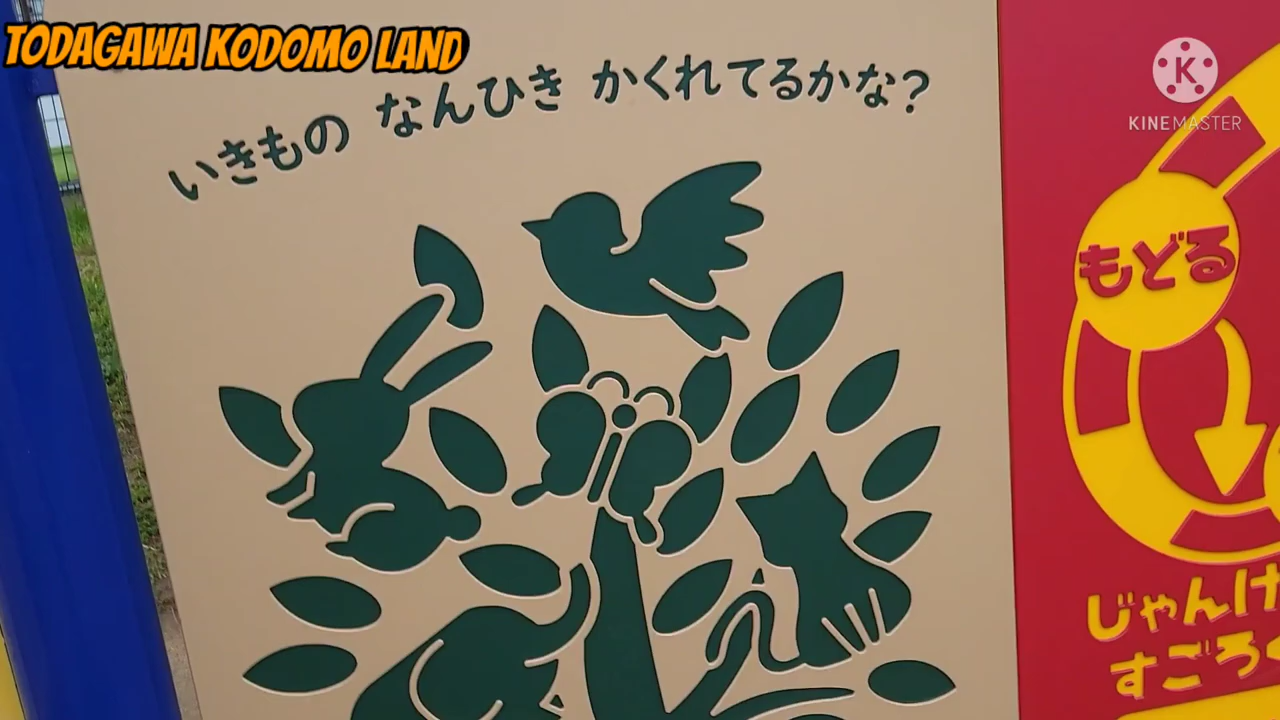 TODAGAWA KODOMO LAND
いきもの なんひき かくれてるかな?
K
KINEMASTER
もどる
じゃんけ
すごろ